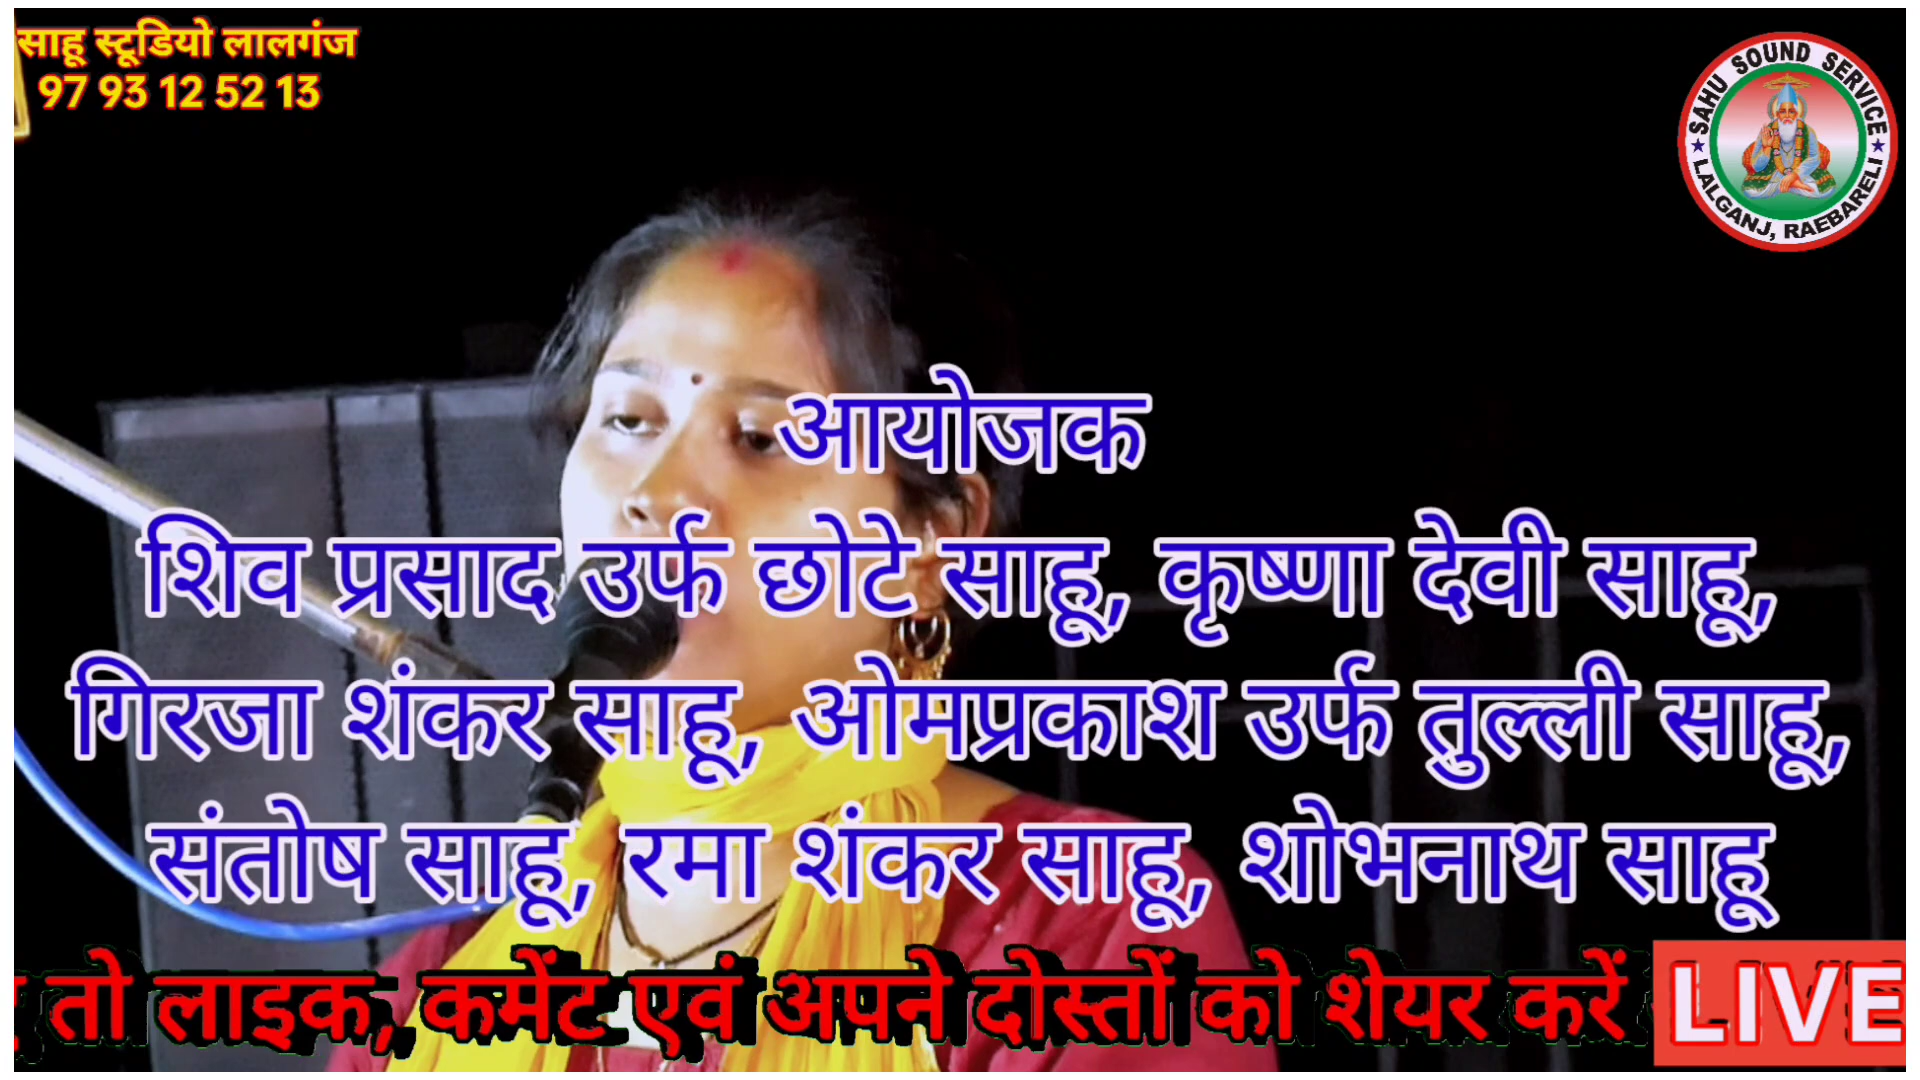 साहू स्टूडियो लालगंज
97 93 12 52 13
SAHU SOUND SERVICE
LALGANJ, RAEBARELI
आयोजक
शिव प्रसाद उर्फ छोटे साहू, कृष्णा देवी साहू,
गिरजा शंकर साहू, ओमप्रकाश उर्फ तुल्ली साहू,
संतोष साहू, रमा शंकर साहू, शोभनाथ साहू
तो लाइक, कमेंट एवं अपने दोस्तों को शेयर करें
LIVE